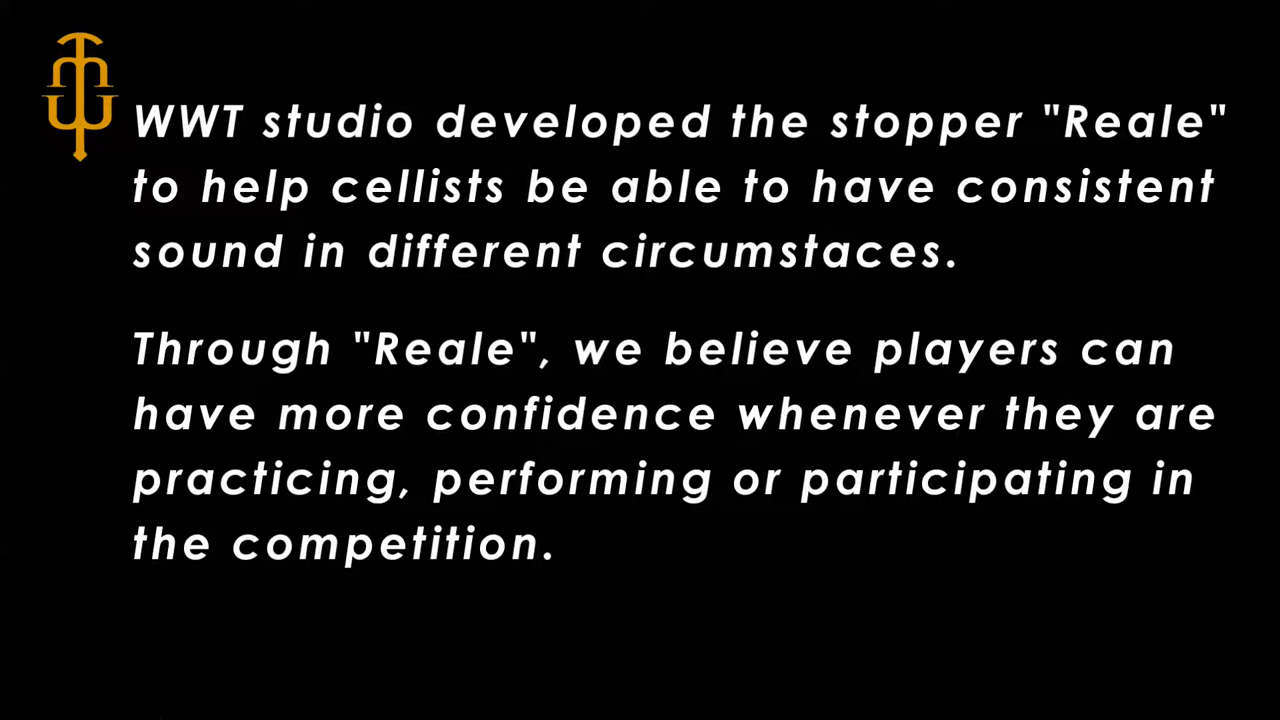 WWT studio developed the stopper "Reale"
to help cellists be able to have consistent
sound in different circumstaces.
Through "Reale", we believe players can
have more confidence whenever they are
practicing, performing or participating in
the competition.